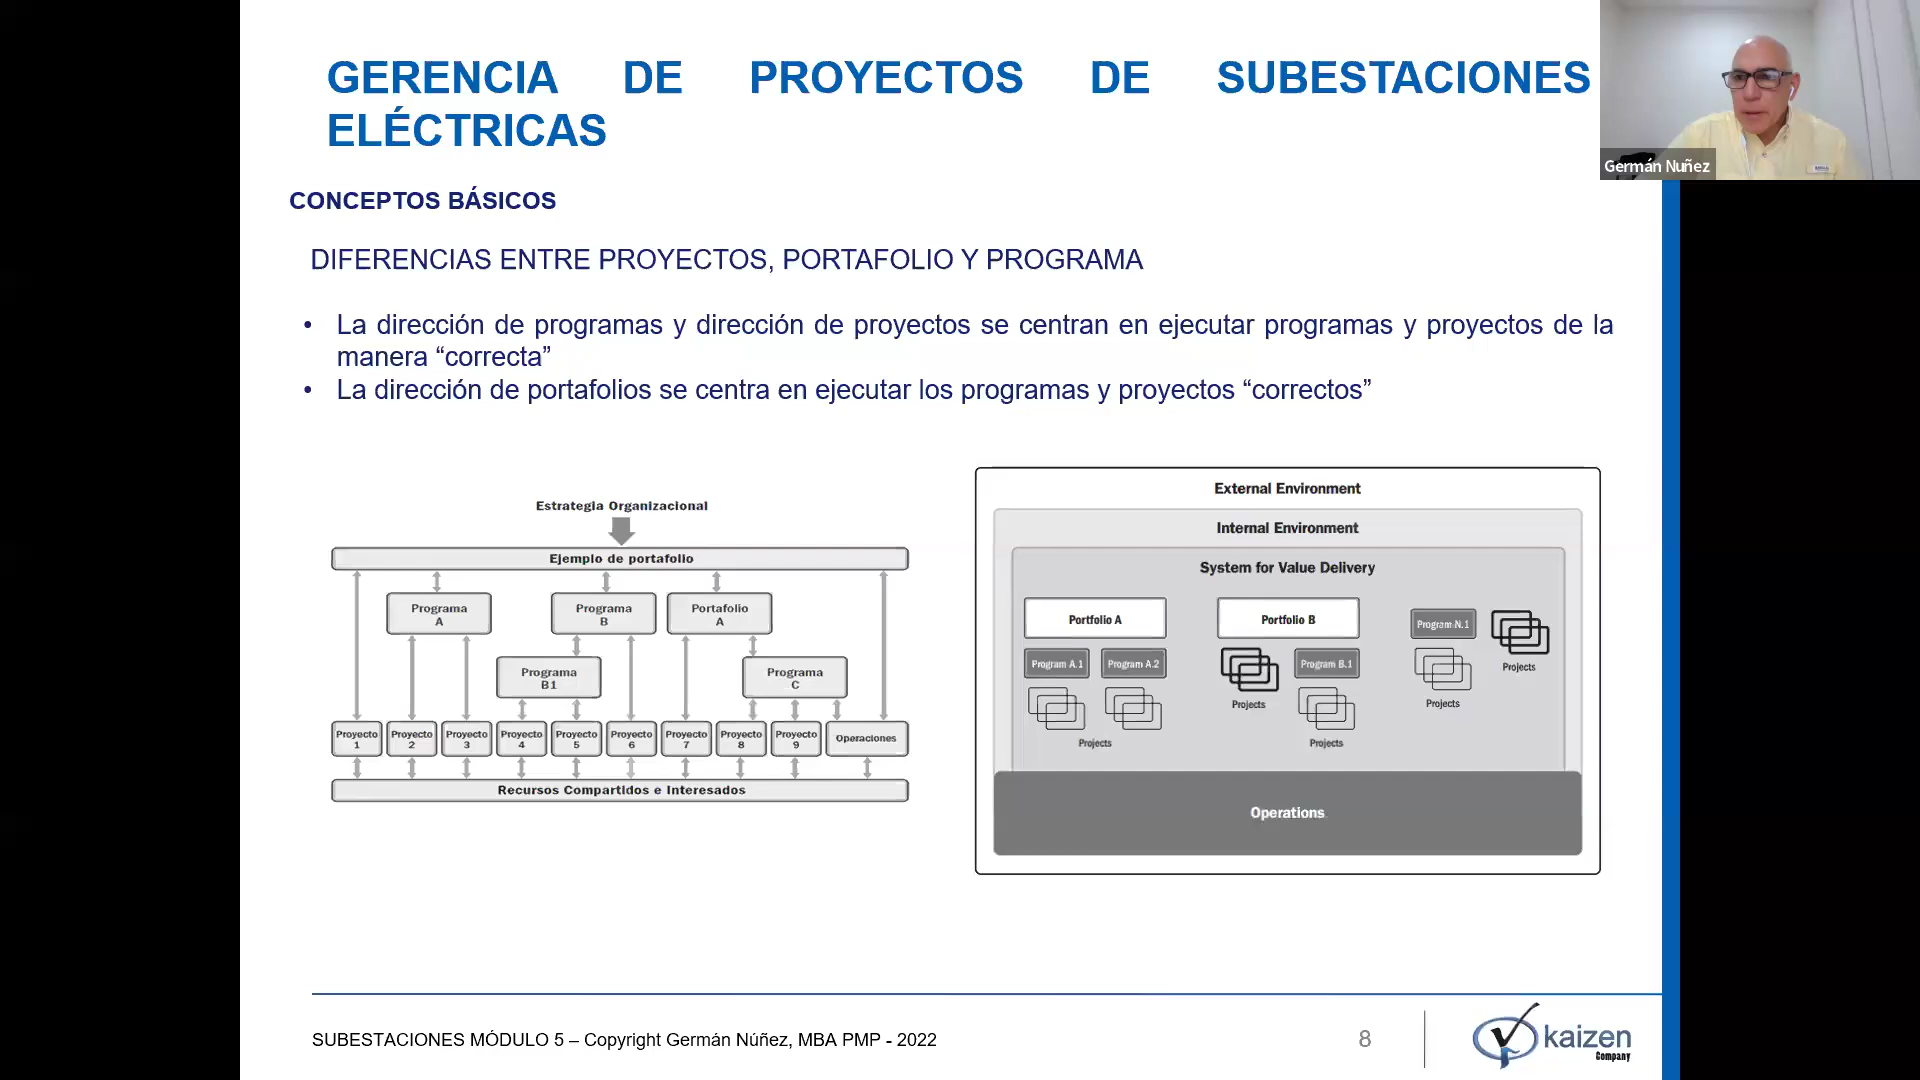 GERENCIA DE PROYECTOS DE SUBESTACIONES
ELÉCTRICAS
Germán Nuñez
CONCEPTOS BÁSICOS
DIFERENCIAS ENTRE PROYECTOS, PORTAFOLIO Y PROGRAMA
• La dirección de programas y dirección de proyectos se centran en ejecutar programas y proyectos de la
manera “correcta”
• La dirección de portafolios se centra en ejecutar los programas y proyectos “correctos”
Estrategia Organizacional
Ejemplo de portafolio
Programa
A
Programa
B
Portafolio
A
Programa
B1
Programa
C
Proyecto
1
Proyecto
2
Proyecto
3
Proyecto
4
Proyecto
5
Proyecto
6
Proyecto
7
Proyecto
8
Proyecto
9
Operaciones
Recursos Compartidos e Interesados
External Environment
Internal Environment
System for Value Delivery
Portfolio A
Portfolio B
Program N.1
Projects
Program A.1
Program A.2
Program B.1
Projects
Projects
Projects
Projects
Operations
SUBESTACIONES MÓDULO 5 – Copyright Germán Núñez, MBA PMP - 2022
8
kaizen
Company